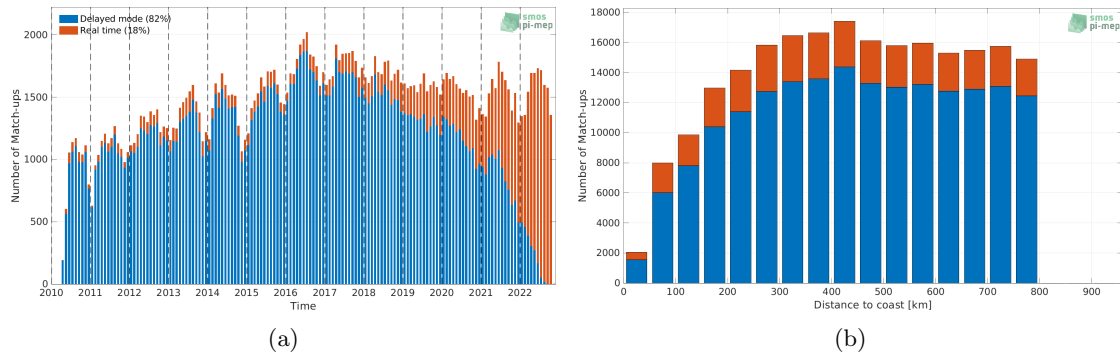 Delayed mode (82%)
Real time (18%)
smos
pi-mep
Number of Match-ups
2000
1500
1000
500
0
2010 2011 2012 2013 2014 2015 2016 2017 2018 2019 2020 2021 2022
Time
(a)
smos
pi-mep
Number of Match-ups
18000
16000
14000
12000
10000
8000
6000
4000
2000
0
0 100 200 300 400 500 600 700 800 900
Distance to coast [km]
(b)